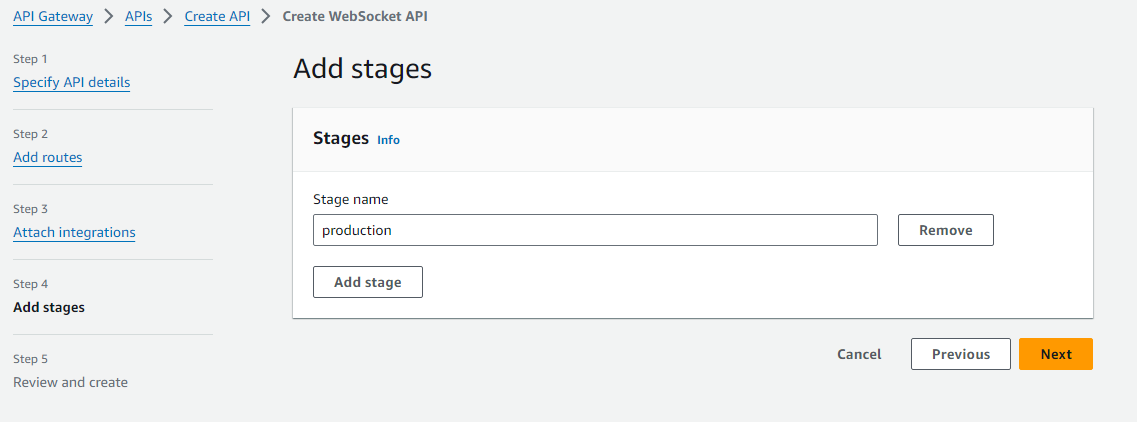 API Gateway > APIs > Create API > Create WebSocket API
Step 1
Specify API details
Step 2
Add routes
Step 3
Attach integrations
Step 4
Add stages
Step 5
Review and create
Add stages
Stages Info
Stage name
production Remove
Add stage
Cancel Previous Next